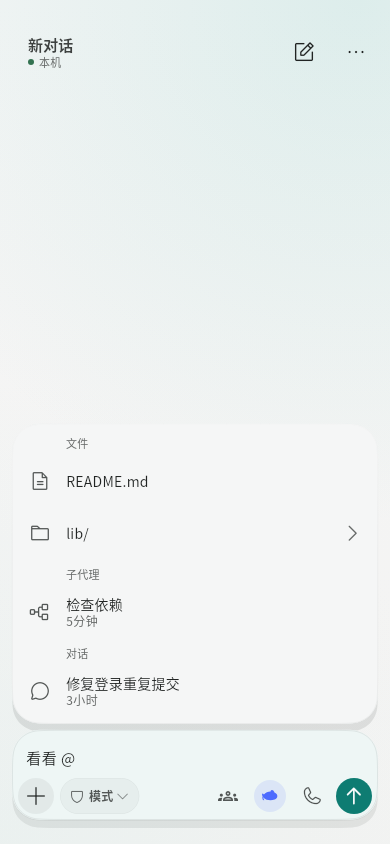 新对话
本机
文件
README.md
lib/
子代理
检查依赖
5分钟
对话
修复登录重复提交
3小时
看看 @
模式